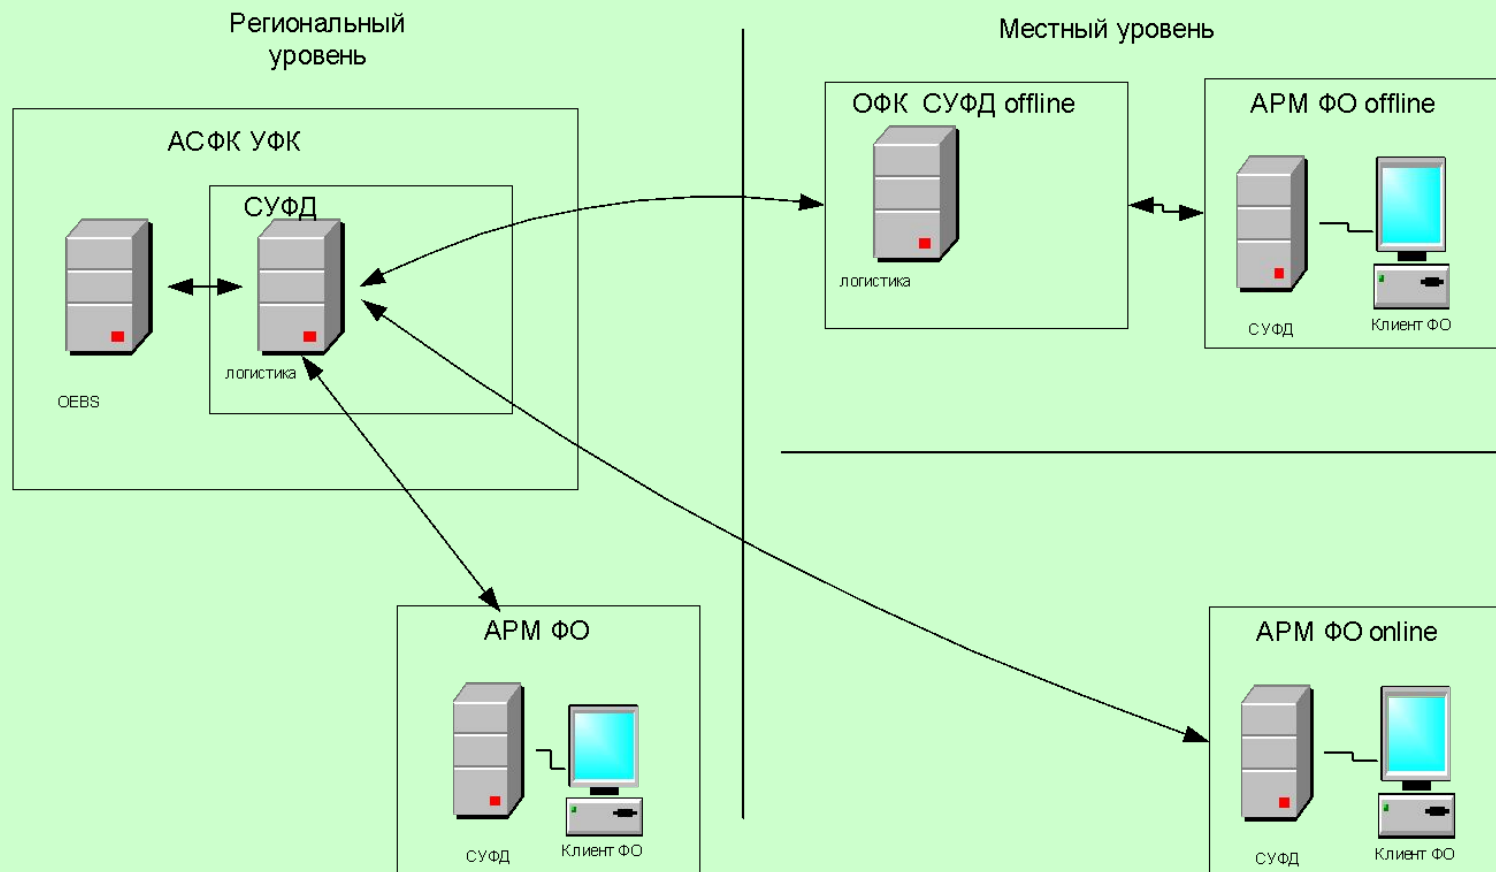 Региональный
уровень
Местный уровень
АСФК УФК
СУФД
OEBS
логистика
ОФК СУФД offline
логистика
АРМ ФО offline
СУФД
Клиент ФО
АРМ ФО
СУФД
Клиент ФО
АРМ ФО online
СУФД
Клиент ФО